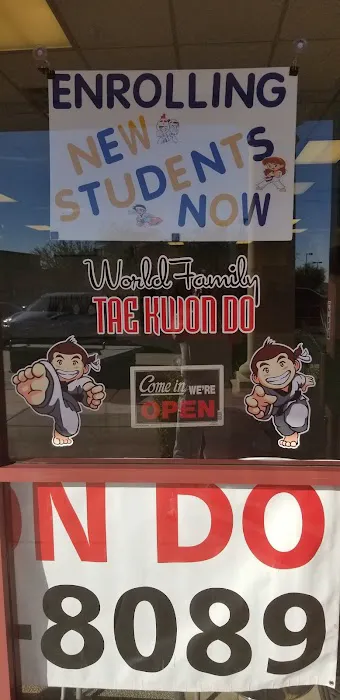 ENROLLING
NEW
STUDENTS
NOW
World Family
TAE KWON DO
Come in WE'RE
OPEN
ON DO
-8089